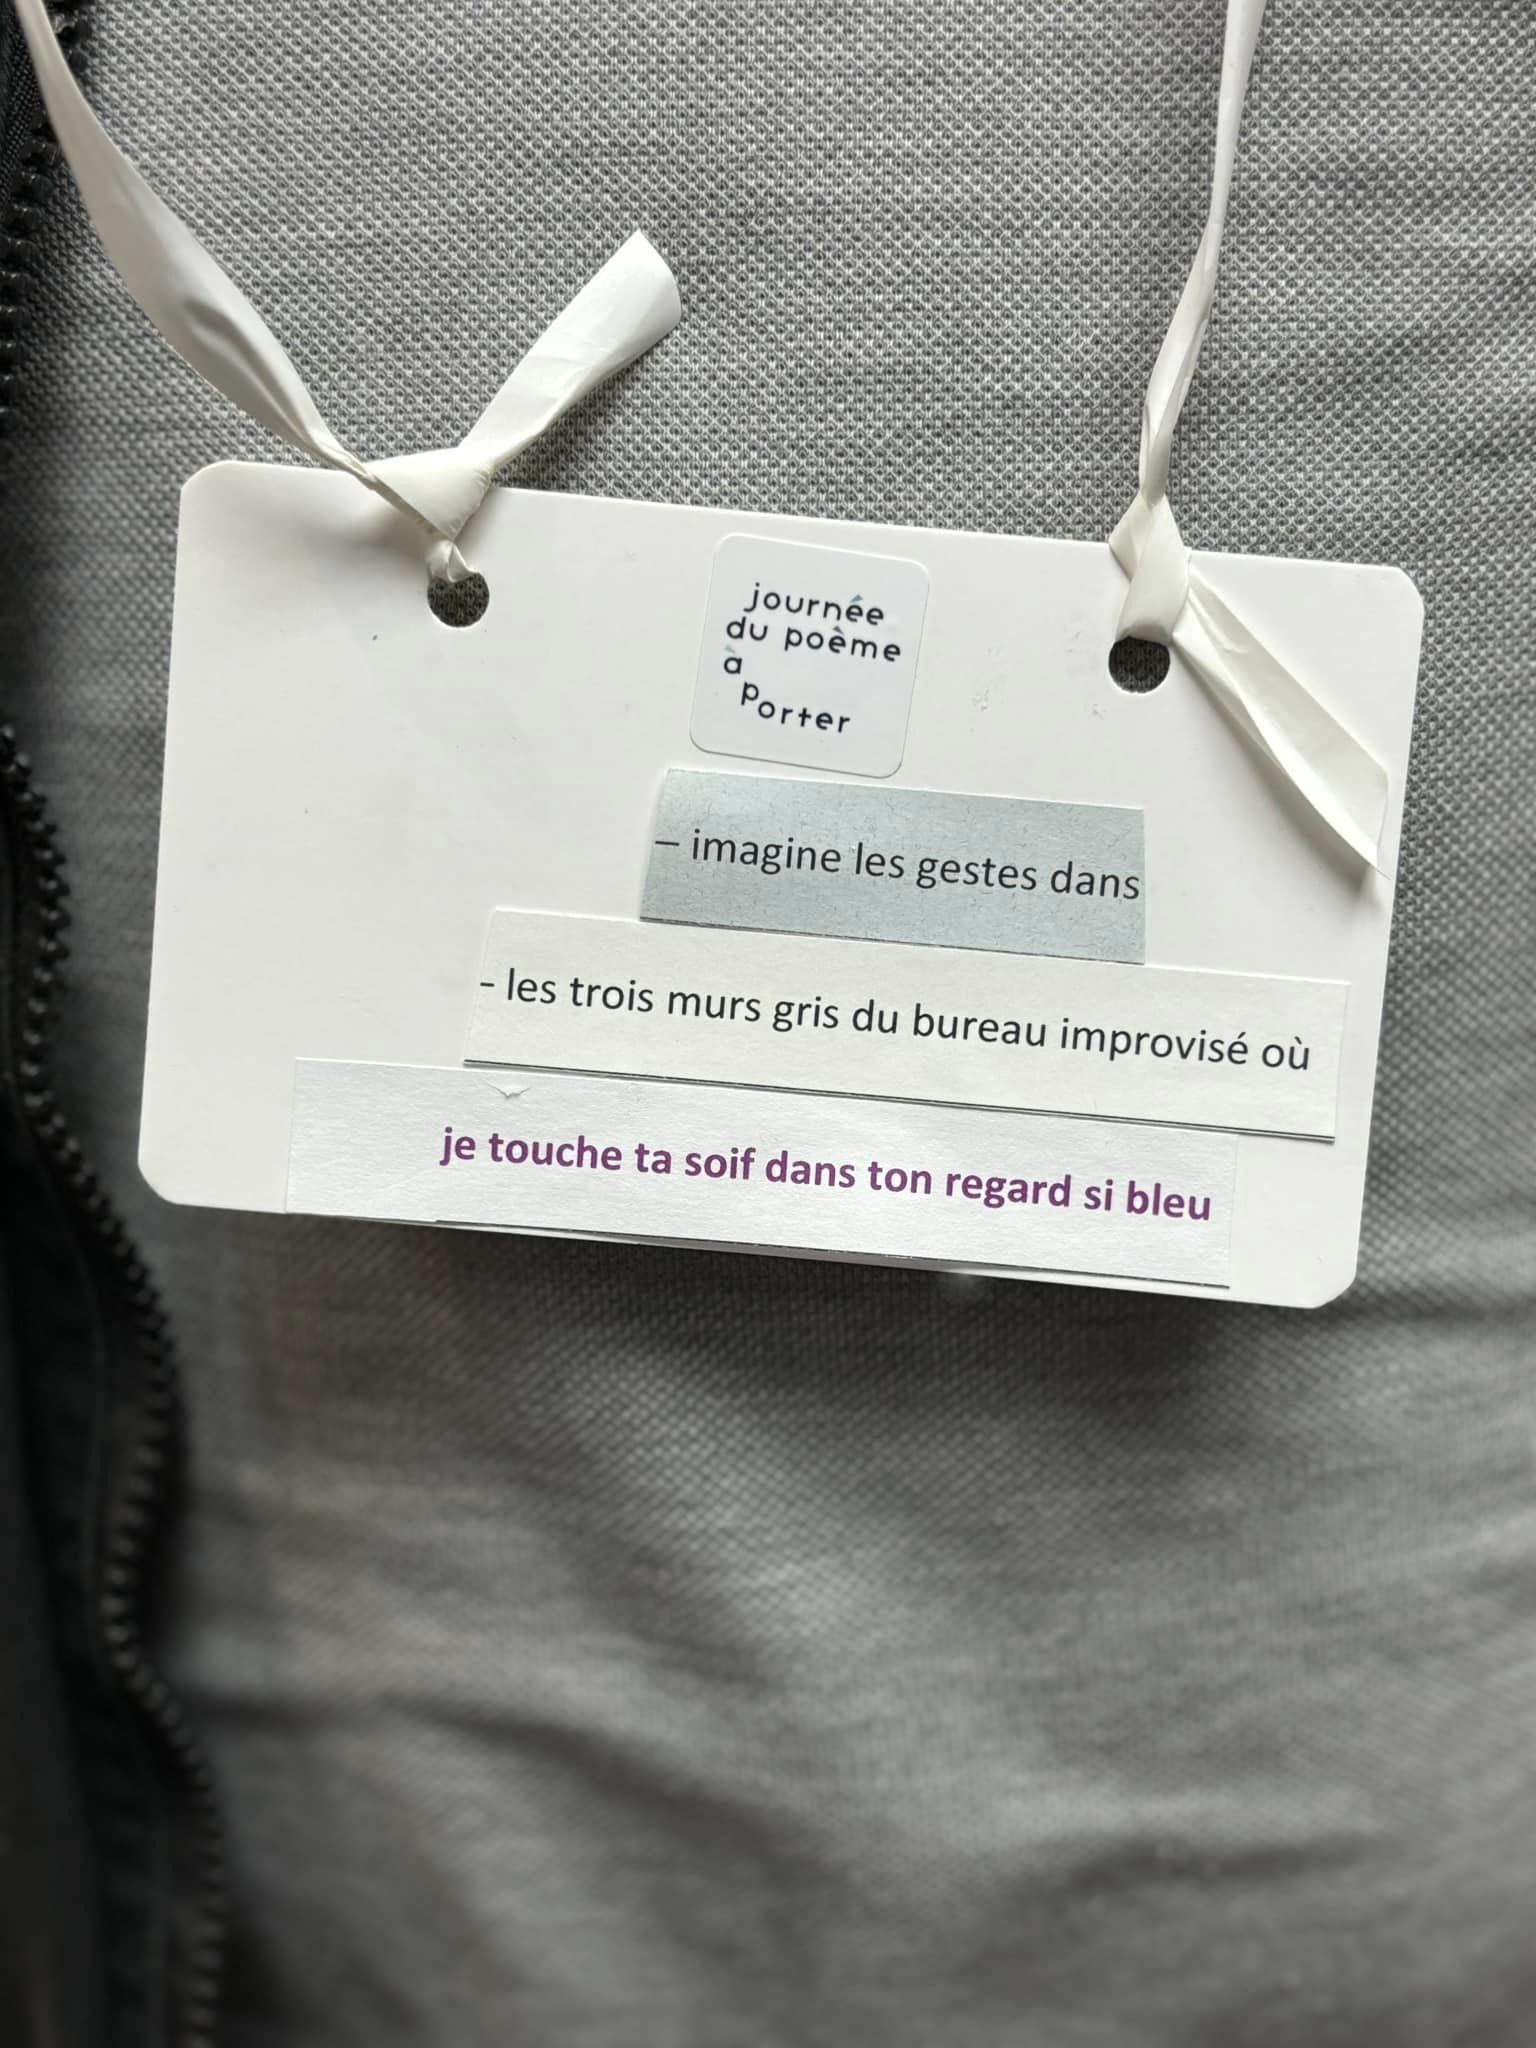 journée
du poème
à
porter
– imagine les gestes dans
- les trois murs gris du bureau improvisé où
je touche ta soif dans ton regard si bleu